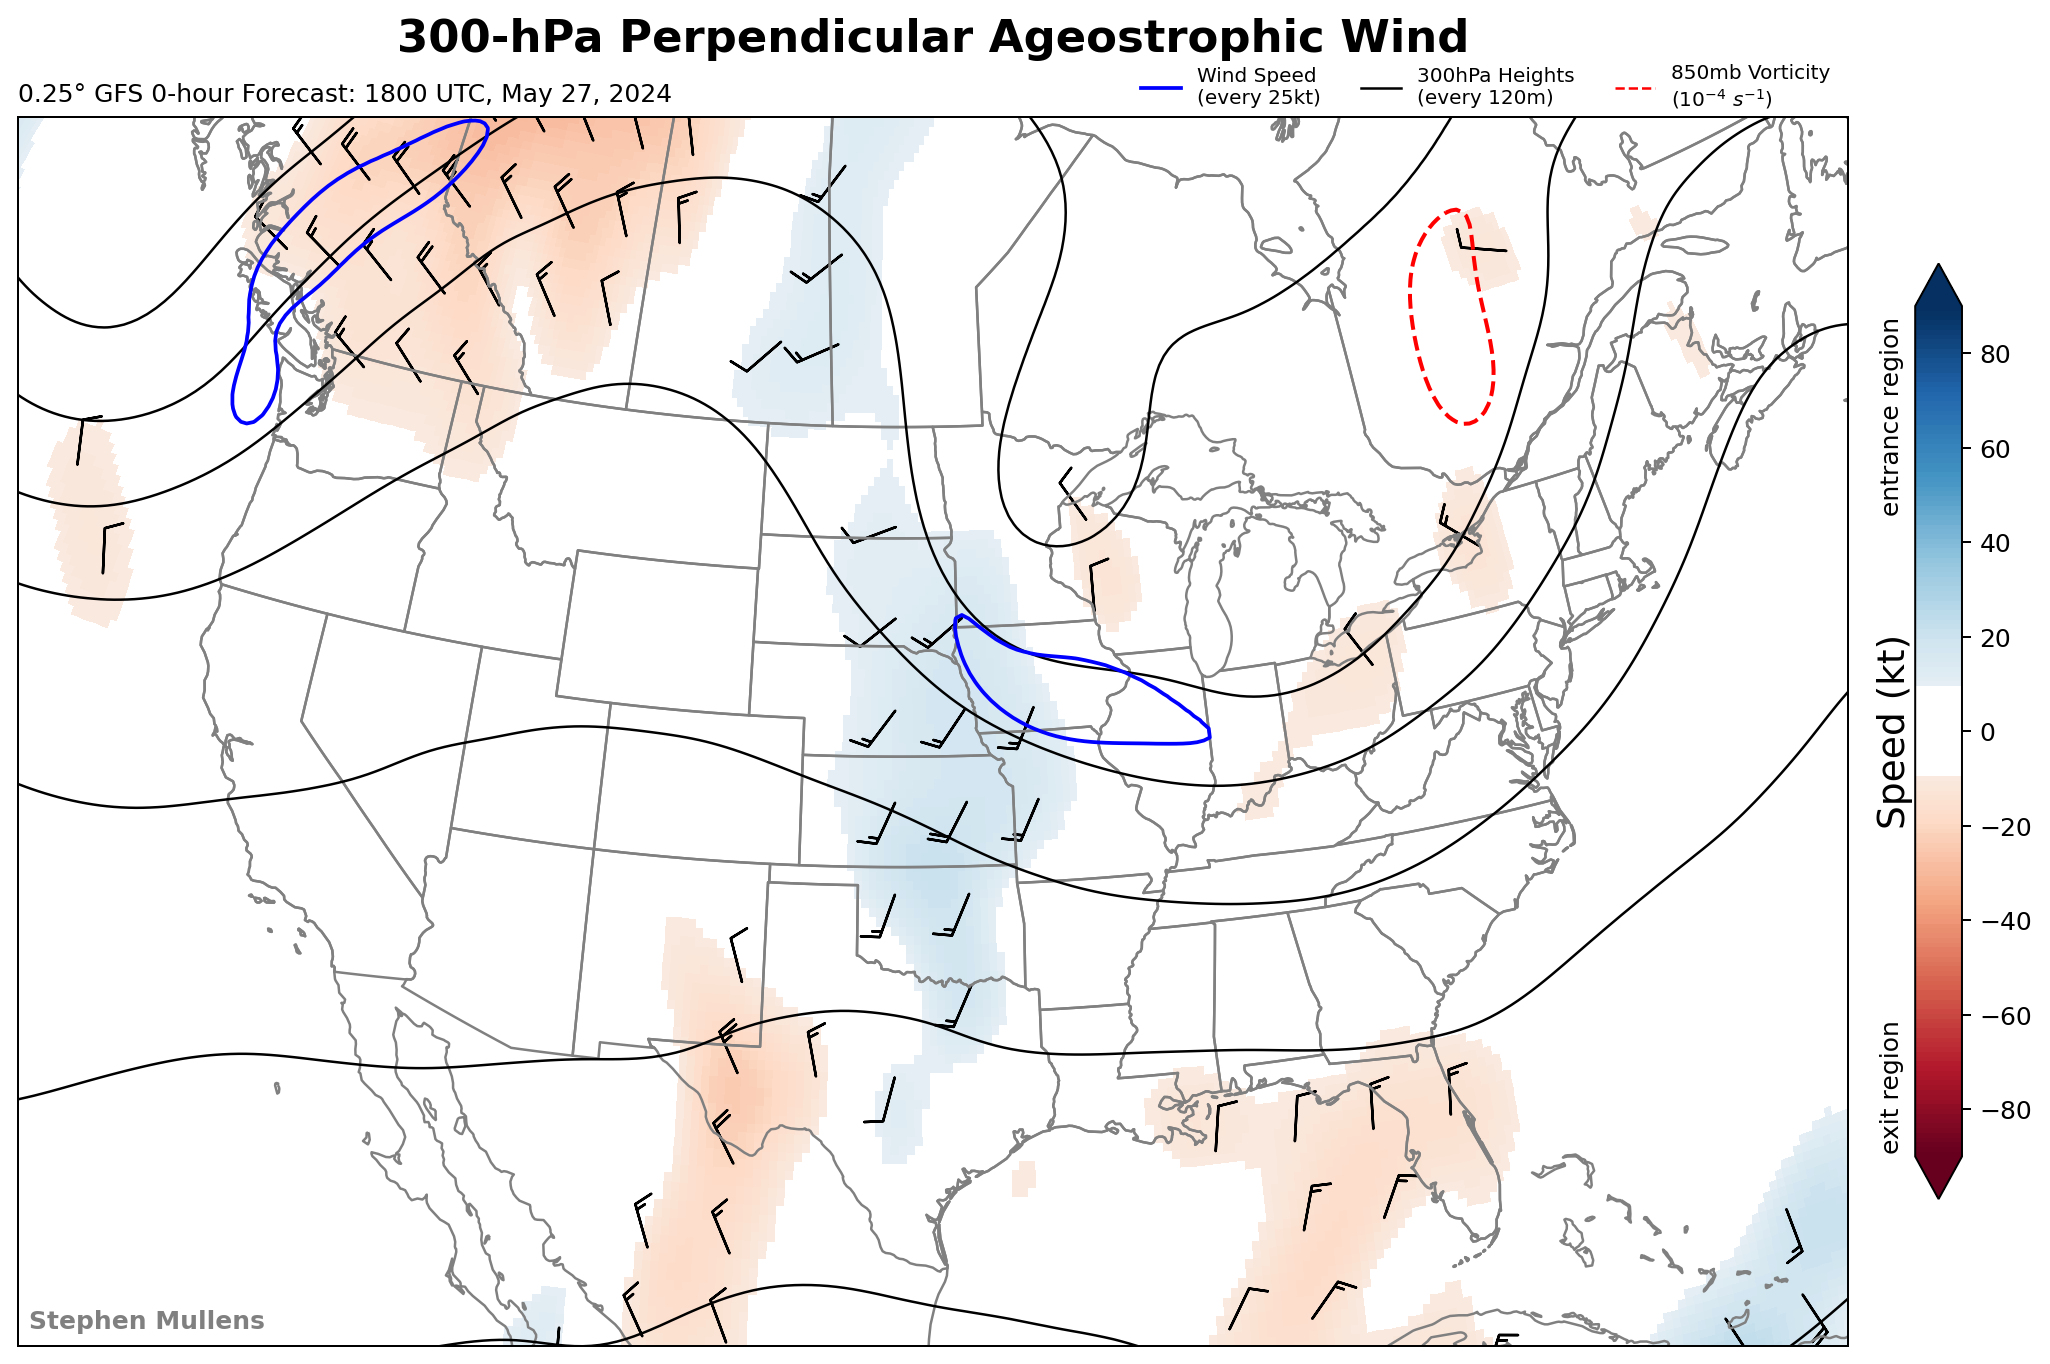 300-hPa Perpendicular Ageostrophic Wind
0.25° GFS 0-hour Forecast: 1800 UTC, May 27, 2024
Wind Speed
(every 25kt)
300hPa Heights
(every 120m)
850mb Vorticity
(10⁻⁴ s⁻¹)
entrance region
exit region
Speed (kt)
80
60
40
20
0
−20
−40
−60
−80
Stephen Mullens